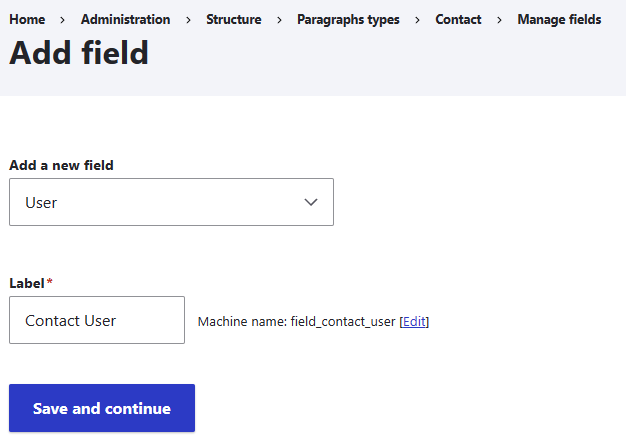 Home > Administration > Structure > Paragraphs types > Contact > Manage fields
Add field
Add a new field
User
Label*
Contact User Machine name: field_contact_user [Edit]
Save and continue